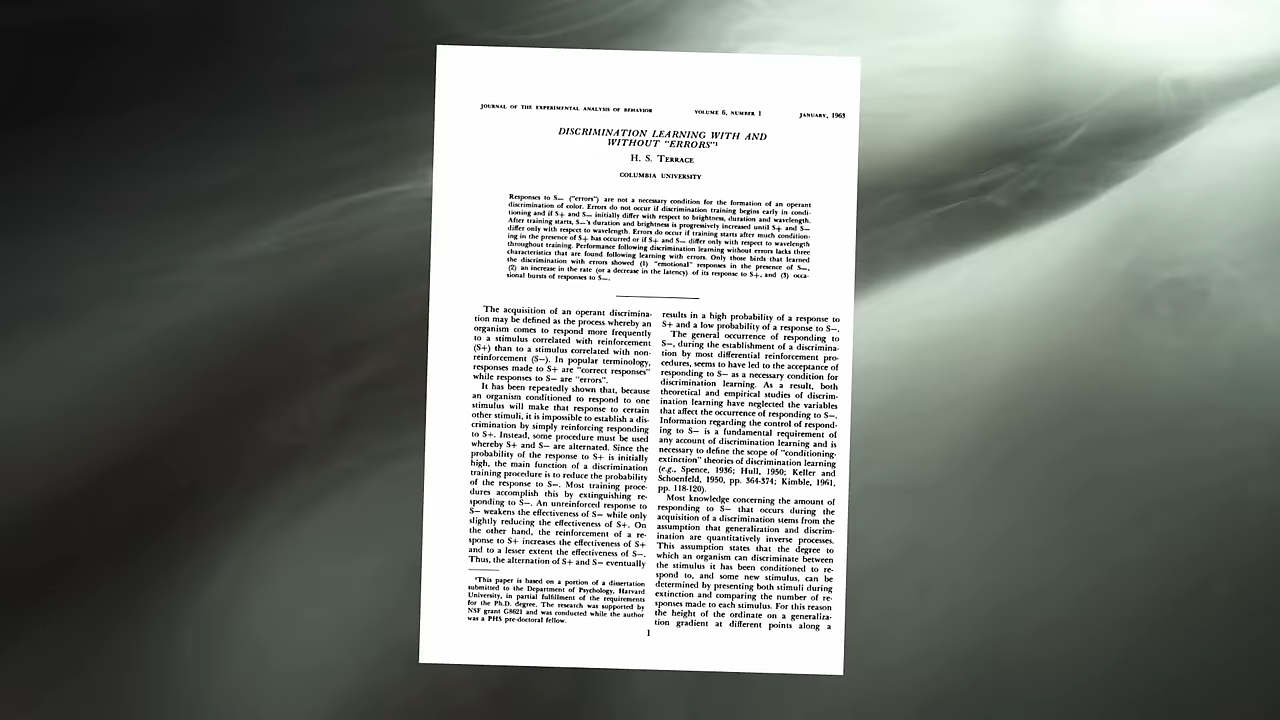 JOURNAL OF THE EXPERIMENTAL ANALYSIS OF BEHAVIOR VOLUME 6, NUMBER 1 JANUARY, 1963
DISCRIMINATION LEARNING WITH AND
WITHOUT "ERRORS"¹
H. S. TERRACE
COLUMBIA UNIVERSITY
Responses to S− ("errors") are not a necessary condition for the formation of an operant
discrimination of color. Errors do not occur if discrimination training begins early in condi-
tioning and if S+ and S− initially differ with respect to brightness, duration and wavelength.
After training starts, S−'s duration and brightness is progressively increased until S+ and S−
differ only with respect to wavelength. Errors do occur if training starts after much condition-
ing in the presence of S+ has occurred or if S+ and S− differ only with respect to wavelength
throughout training. Performance following discrimination learning without errors lacks three
characteristics that are found following learning with errors. Only those birds that learned
the discrimination with errors showed (1) "emotional" responses in the presence of S−,
(2) an increase in the rate (or a decrease in the latency) of its response to S+, and (3) occa-
sional bursts of responses to S−.
The acquisition of an operant discrimina-
tion may be defined as the process whereby an
organism comes to respond more frequently
to a stimulus correlated with reinforcement
(S+) than to a stimulus correlated with non-
reinforcement (S−). In popular terminology,
responses made to S+ are "correct responses"
while responses to S− are "errors".
It has been repeatedly shown that, because
an organism conditioned to respond to one
stimulus will make that response to certain
other stimuli, it is impossible to establish a dis-
crimination by simply reinforcing responding
to S+. Instead, some procedure must be used
whereby S+ and S− are alternated. Since the
probability of the response to S+ is initially
high, the main function of a discrimination
training procedure is to reduce the probability
of the response to S−. Most training proce-
dures accomplish this by extinguishing re-
sponding to S−. An unreinforced response to
S− weakens the effectiveness of S− while only
slightly reducing the effectiveness of S+. On
the other hand, the reinforcement of a re-
sponse to S+ increases the effectiveness of S+
and to a lesser extent the effectiveness of S−.
Thus, the alternation of S+ and S− eventually
¹This paper is based on a portion of a dissertation
submitted to the Department of Psychology, Harvard
University, in partial fulfillment of the requirements
for the Ph.D. degree. The research was supported by
NSF grant G8621 and was conducted while the author
was a PHS pre-doctoral fellow.
results in a high probability of a response to
S+ and a low probability of a response to S−.
The general occurrence of responding to
S−, during the establishment of a discrimina-
tion by most differential reinforcement pro-
cedures, seems to have led to the acceptance of
responding to S− as a necessary condition for
discrimination learning. As a result, both
theoretical and empirical studies of discrim-
ination learning have neglected the variables
that affect the occurrence of responding to S−.
Information regarding the control of respond-
ing to S− is a fundamental requirement of
any account of discrimination learning and is
necessary to define the scope of "conditioning-
extinction" theories of discrimination learning
(e.g., Spence, 1936; Hull, 1950; Keller and
Schoenfeld, 1950, pp. 364-374; Kimble, 1961,
pp. 118-120).
Most knowledge concerning the amount of
responding to S− that occurs during the
acquisition of a discrimination stems from the
assumption that generalization and discrim-
ination are quantitatively inverse processes.
This assumption states that the degree to
which an organism can discriminate between
the stimulus it has been conditioned to re-
spond to, and some new stimulus, can be
determined by presenting both stimuli during
extinction and comparing the number of re-
sponses made to each stimulus. For this reason
the height of the ordinate on a generaliza-
tion gradient at different points along a
1